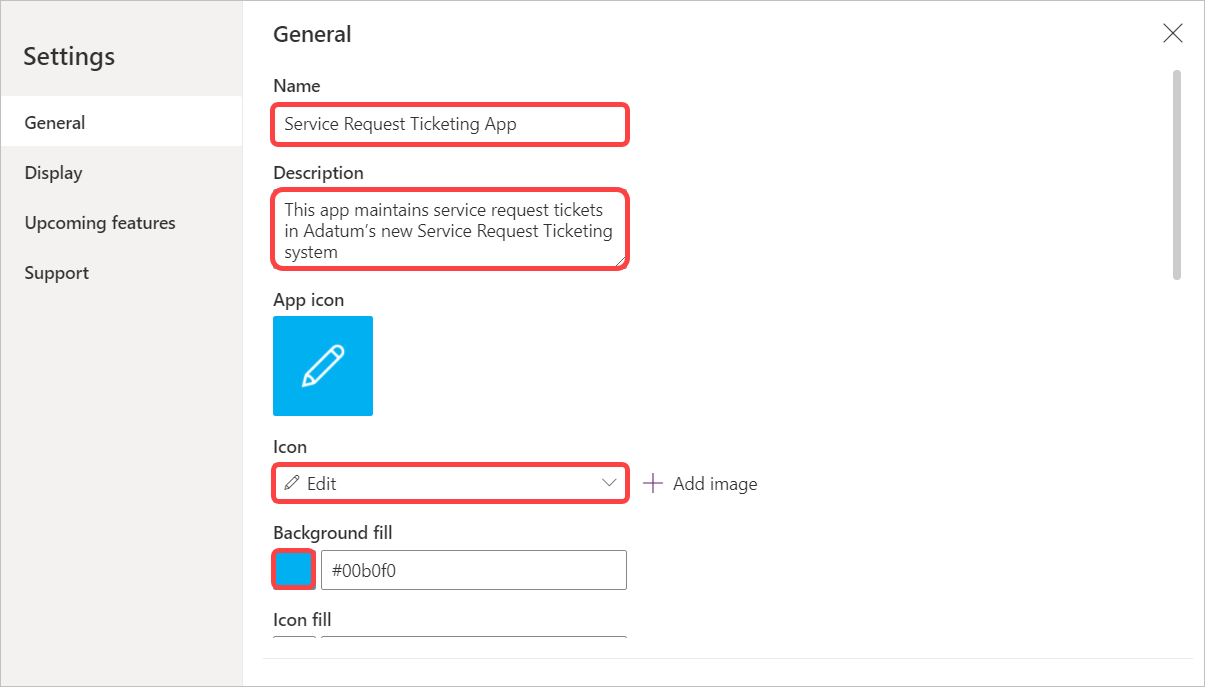 Settings
General
Display
Upcoming features
Support
General
Name
Service Request Ticketing App
Description
This app maintains service request tickets
in Adatum’s new Service Request Ticketing
system
App icon
Icon
Edit
Add image
Background fill
#00b0f0
Icon fill